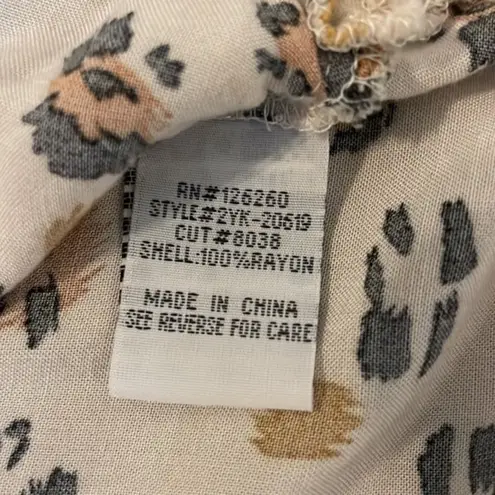 RN#126260
STYLE#2YK-20619
CUT#8038
SHELL:100%RAYON
MADE IN CHINA
SEE REVERSE FOR CARE